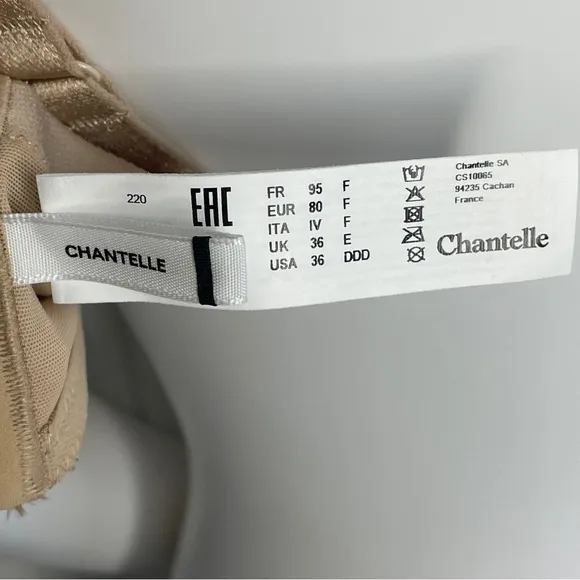 220
EAC
CHANTELLE
FR 95 F
EUR 80 F
ITA IV F
UK 36 E
USA 36 DDD
Chantelle SA
CS10065
94235 Cachan
France
Chantelle